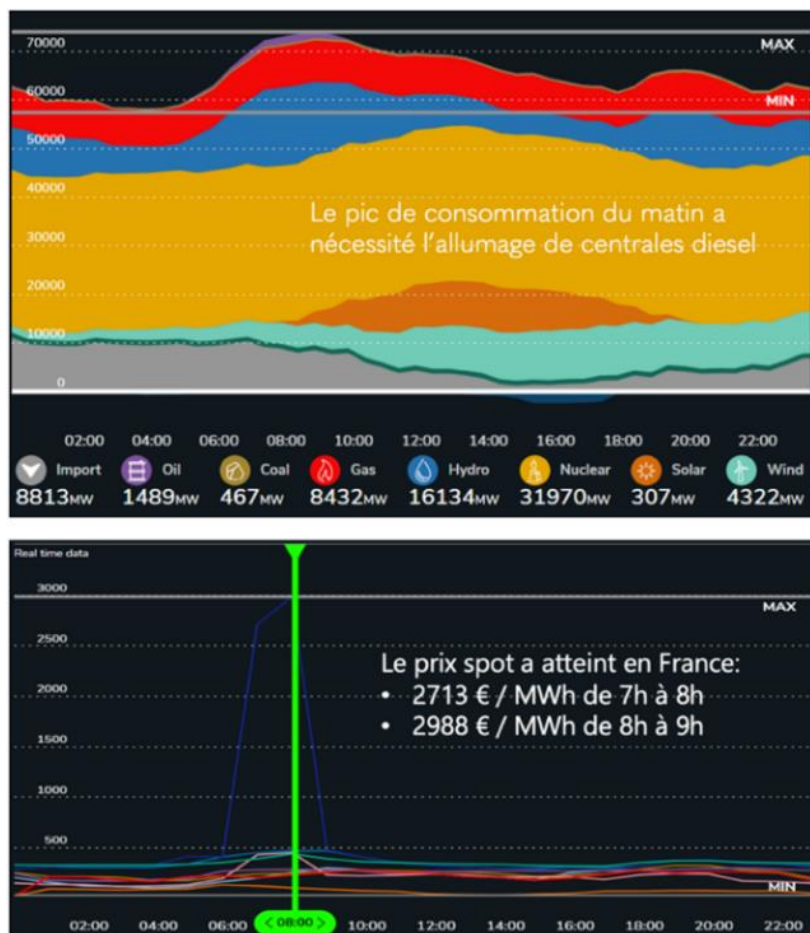 70000
MAX
60000
MIN
50000
40000
Le pic de consommation du matin a
nécessité l'allumage de centrales diesel
30000
20000
10000
0
02:00 04:00 06:00 08:00 10:00 12:00 14:00 16:00 18:00 20:00 22:00
Import Oil Coal Gas Hydro Nuclear Solar Wind
8813MW 1489MW 467MW 8432MW 16134MW 31970MW 307MW 4322MW
Real time data
3000
MAX
2500
Le prix spot a atteint en France:
2000
• 2713 € / MWh de 7h à 8h
• 2988 € / MWh de 8h à 9h
1500
1000
500
MIN
02:00 04:00 06:00 < 08:00 > 10:00 12:00 14:00 16:00 18:00 20:00 22:00